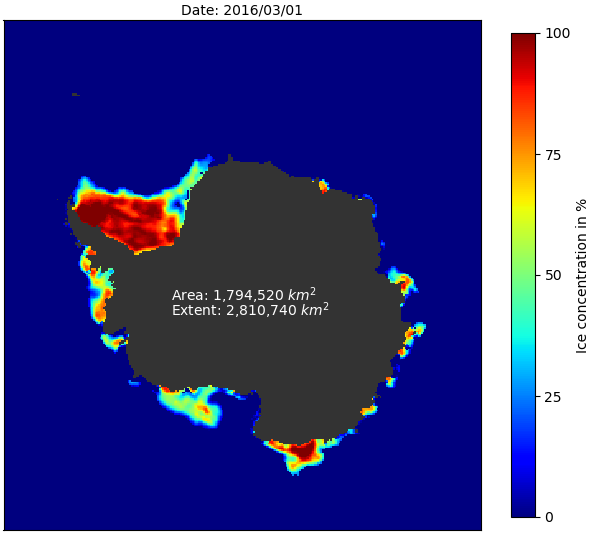 Date: 2016/03/01
100
75
50
25
0
Ice concentration in %
Area: 1,794,520 km²
Extent: 2,810,740 km²